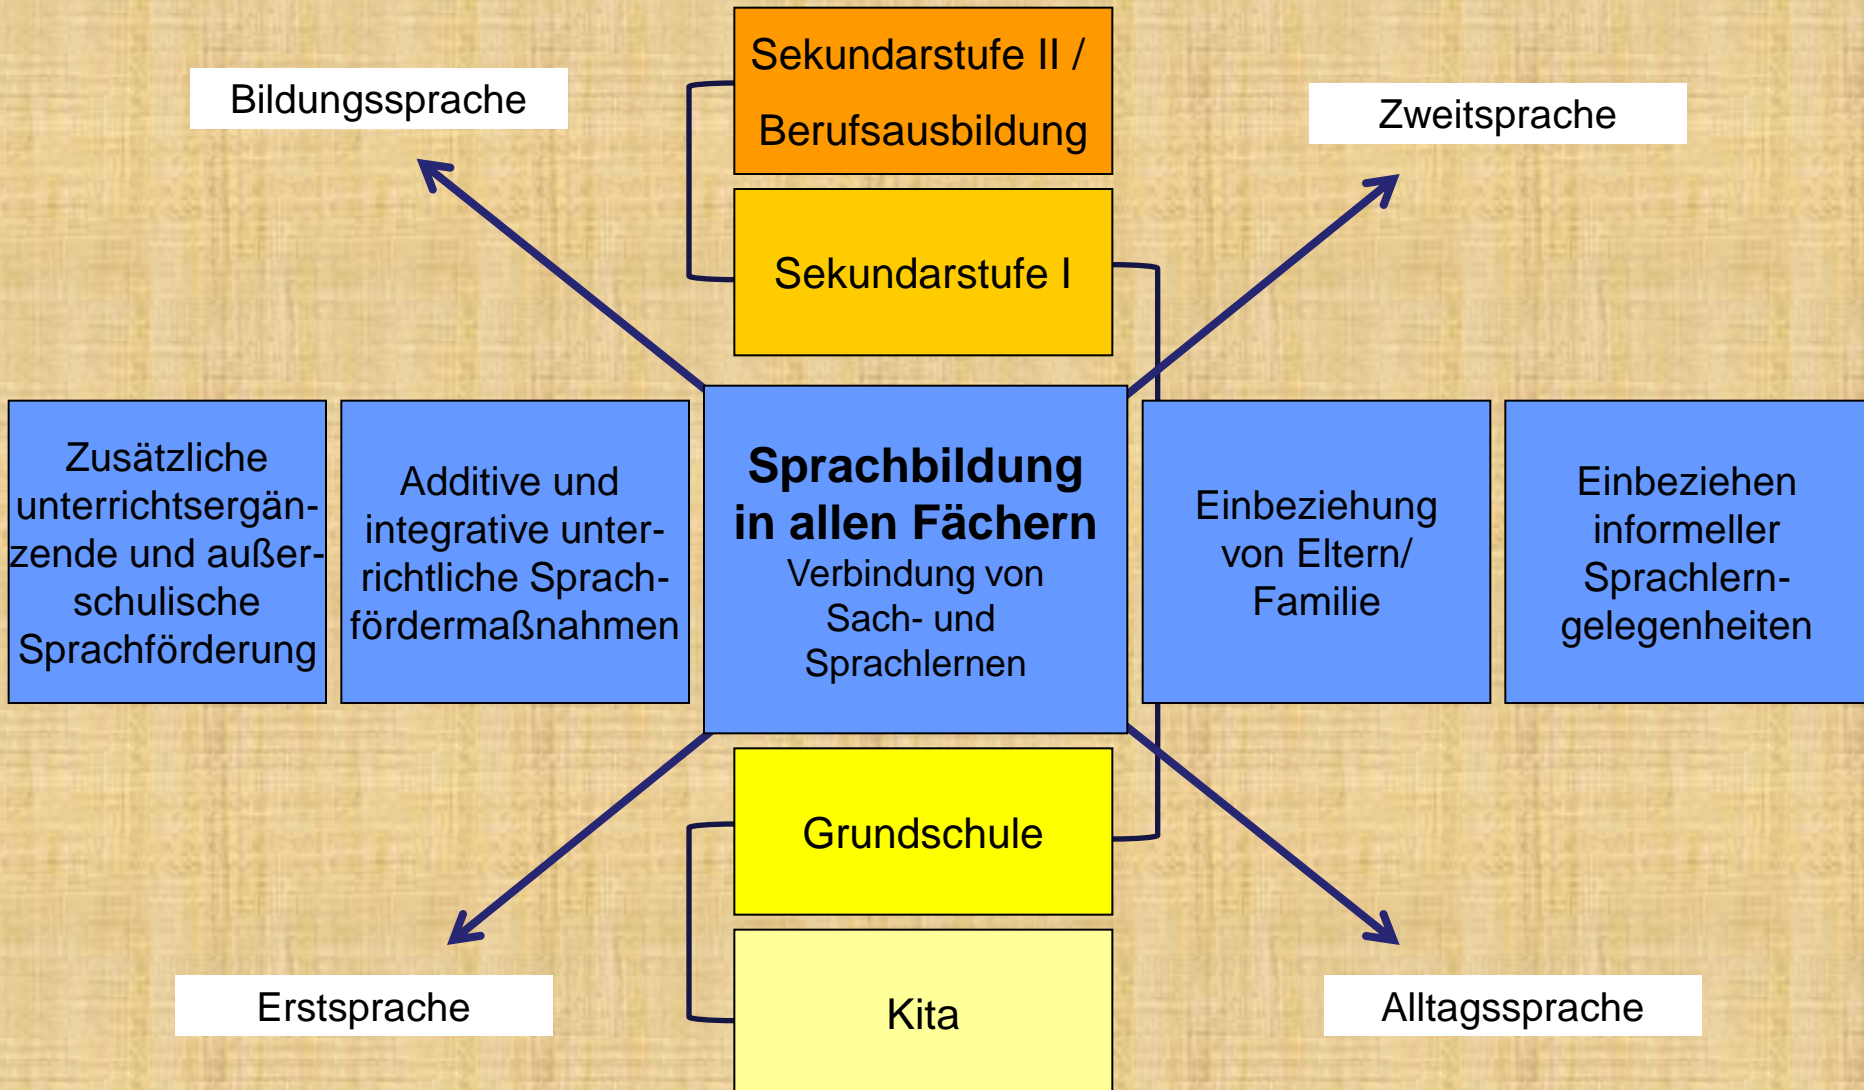 Sekundarstufe II /
Berufsausbildung
Bildungssprache
Zweitsprache
Sekundarstufe I
Zusätzliche
unterrichtsergän-
zende und außer-
schulische
Sprachförderung
Additive und
integrative unter-
richtliche Sprach-
fördermaßnahmen
Sprachbildung
in allen Fächern
Verbindung von
Sach- und
Sprachlernen
Einbeziehung
von Eltern/
Familie
Einbeziehen
informeller
Sprachlern-
gelegenheiten
Grundschule
Erstsprache
Kita
Alltagssprache